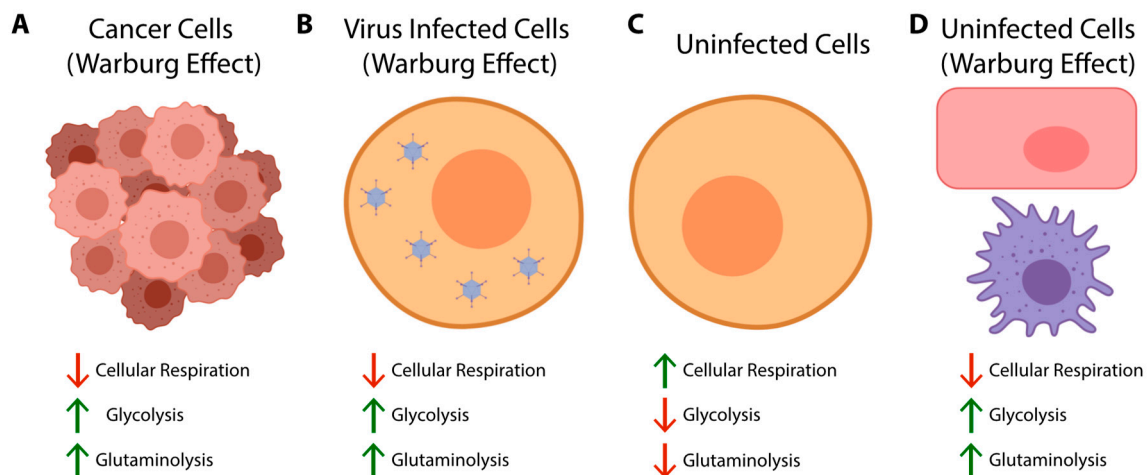 A
Cancer Cells
(Warburg Effect)
B
Virus Infected Cells
(Warburg Effect)
C
Uninfected Cells
D
Uninfected Cells
(Warburg Effect)
Cellular Respiration
Glycolysis
Glutaminolysis
Cellular Respiration
Glycolysis
Glutaminolysis
Cellular Respiration
Glycolysis
Glutaminolysis
Cellular Respiration
Glycolysis
Glutaminolysis